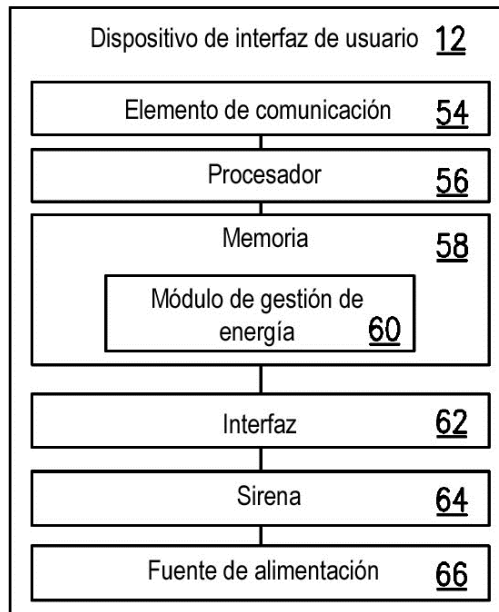 Dispositivo de interfaz de usuario 12
Elemento de comunicación 54
Procesador 56
Memoria 58
Módulo de gestión de
energía 60
Interfaz 62
Sirena 64
Fuente de alimentación 66